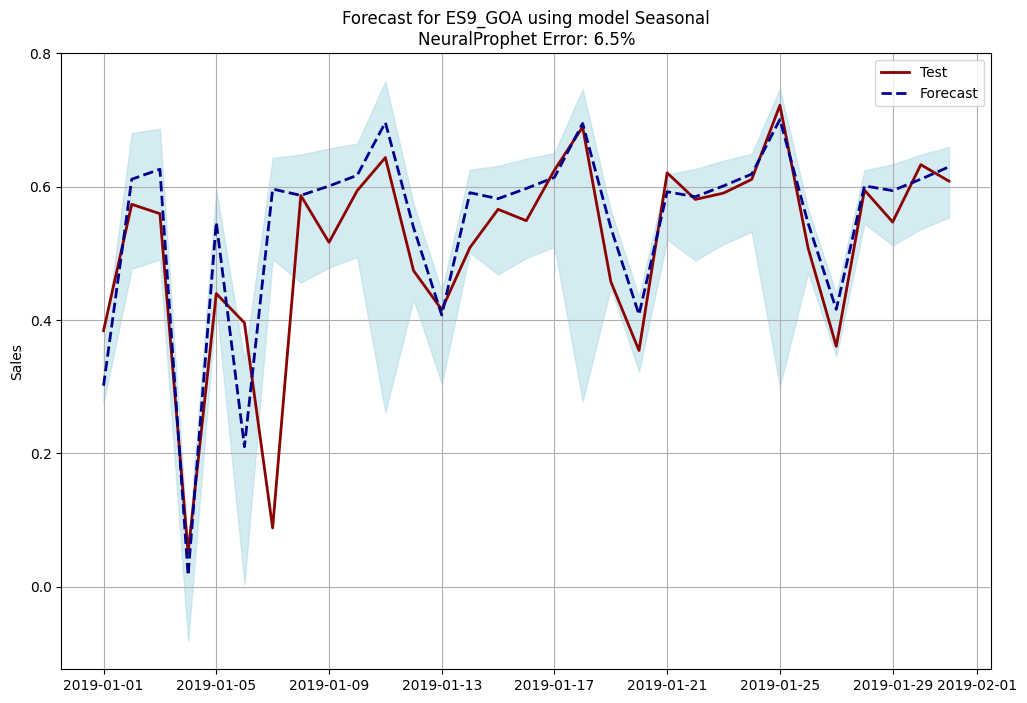 Forecast for ES9_GOA using model Seasonal
NeuralProphet Error: 6.5%
Test
Forecast
Sales
0.8
0.6
0.4
0.2
0.0
2019-01-01
2019-01-05
2019-01-09
2019-01-13
2019-01-17
2019-01-21
2019-01-25
2019-01-29
2019-02-01